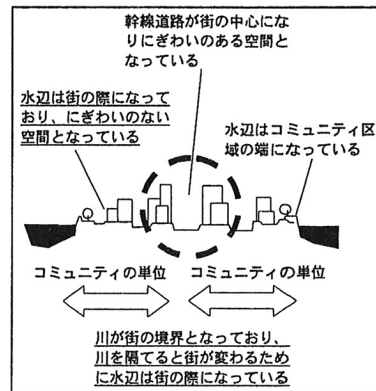 幹線道路が街の中心にな
りにぎわいのある空間と
なっている
水辺は街の際になって
おり、にぎわいのない
空間となっている
水辺はコミュニティ区
域の端になっている
コミュニティの単位
コミュニティの単位
川が街の境界となっており、
川を隔てると街が変わるため
に水辺は街の際になっている